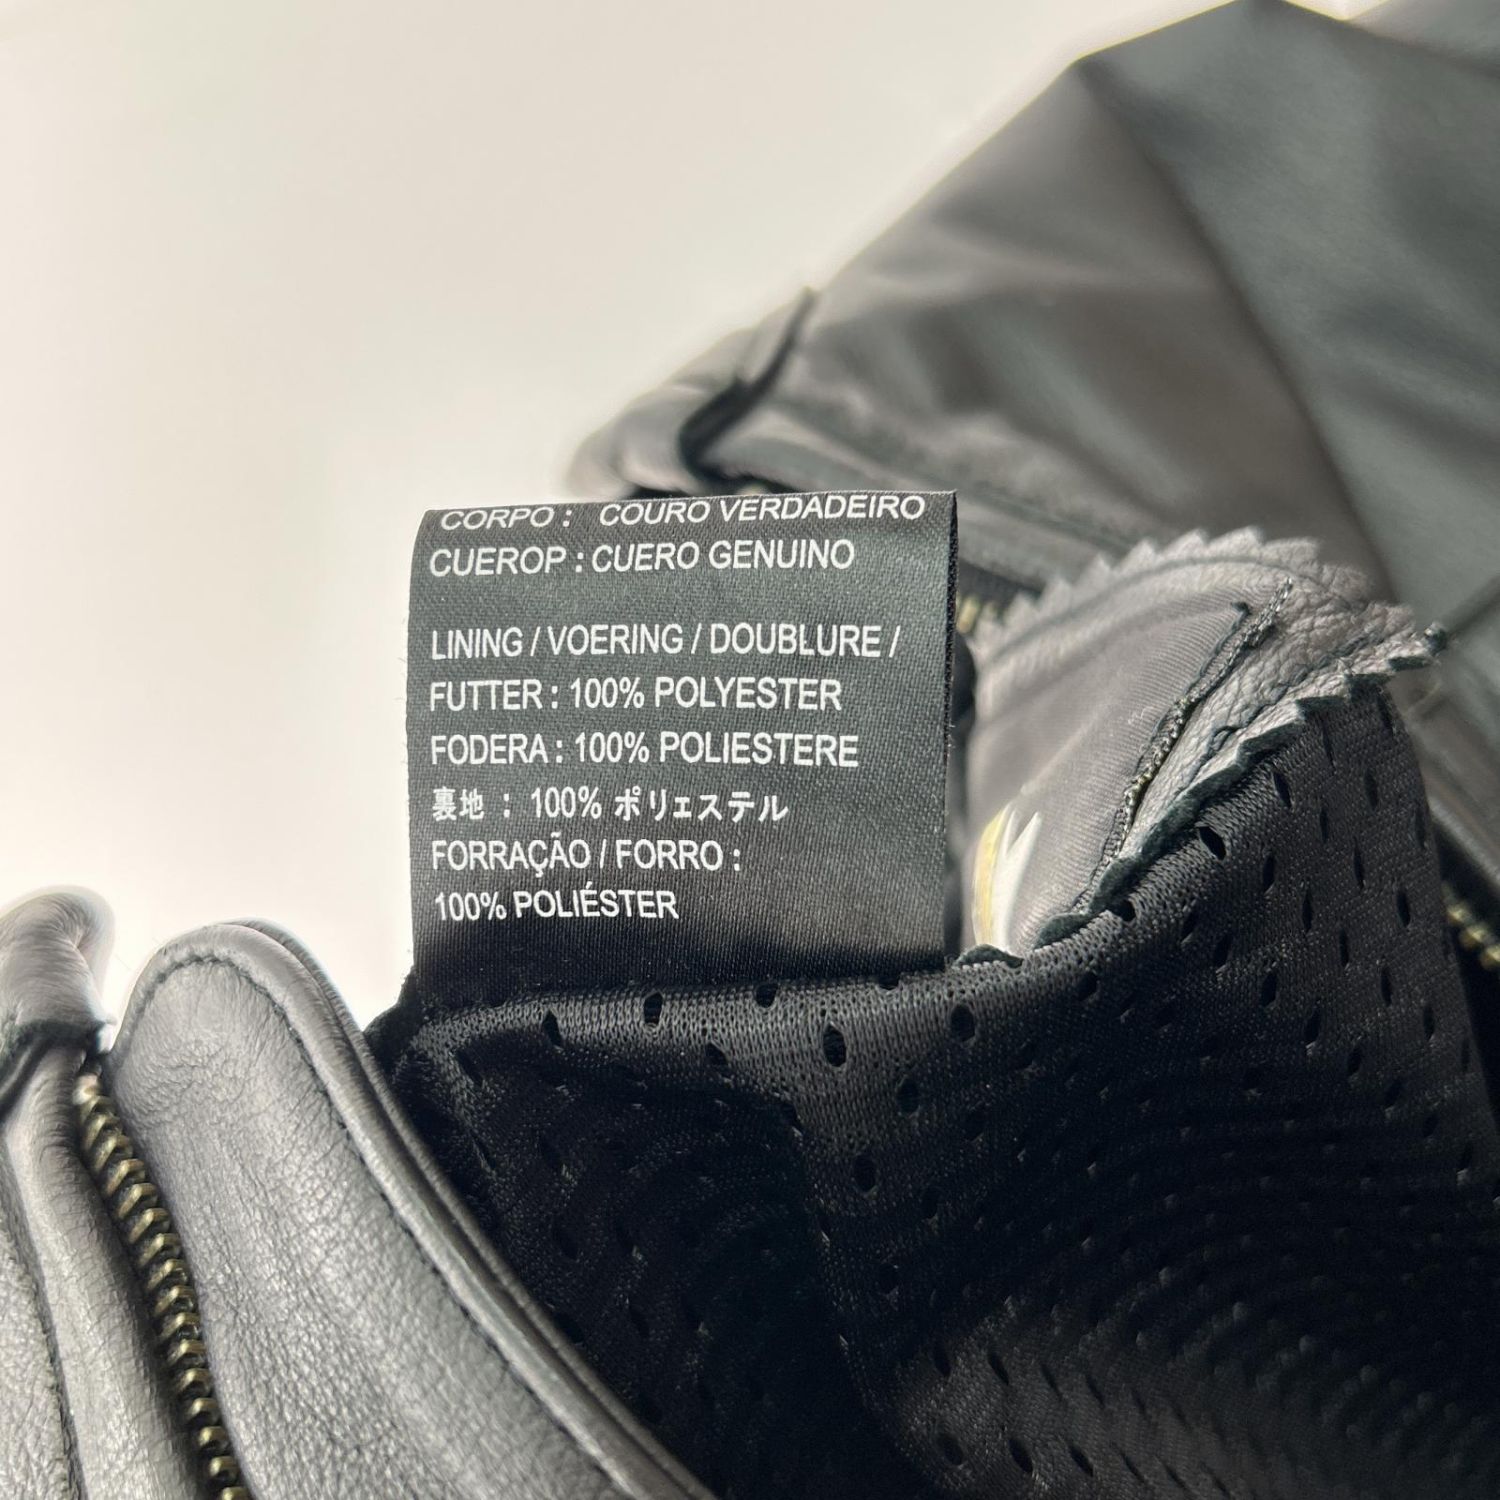 CORPO : COURO VERDADEIRO
CUEROP : CUERO GENUINO
LINING / VOERING / DOUBLURE /
FUTTER : 100% POLYESTER
FODERA : 100% POLIESTERE
裏地 : 100% ポリエステル
FORRAÇÃO / FORRO :
100% POLIÉSTER